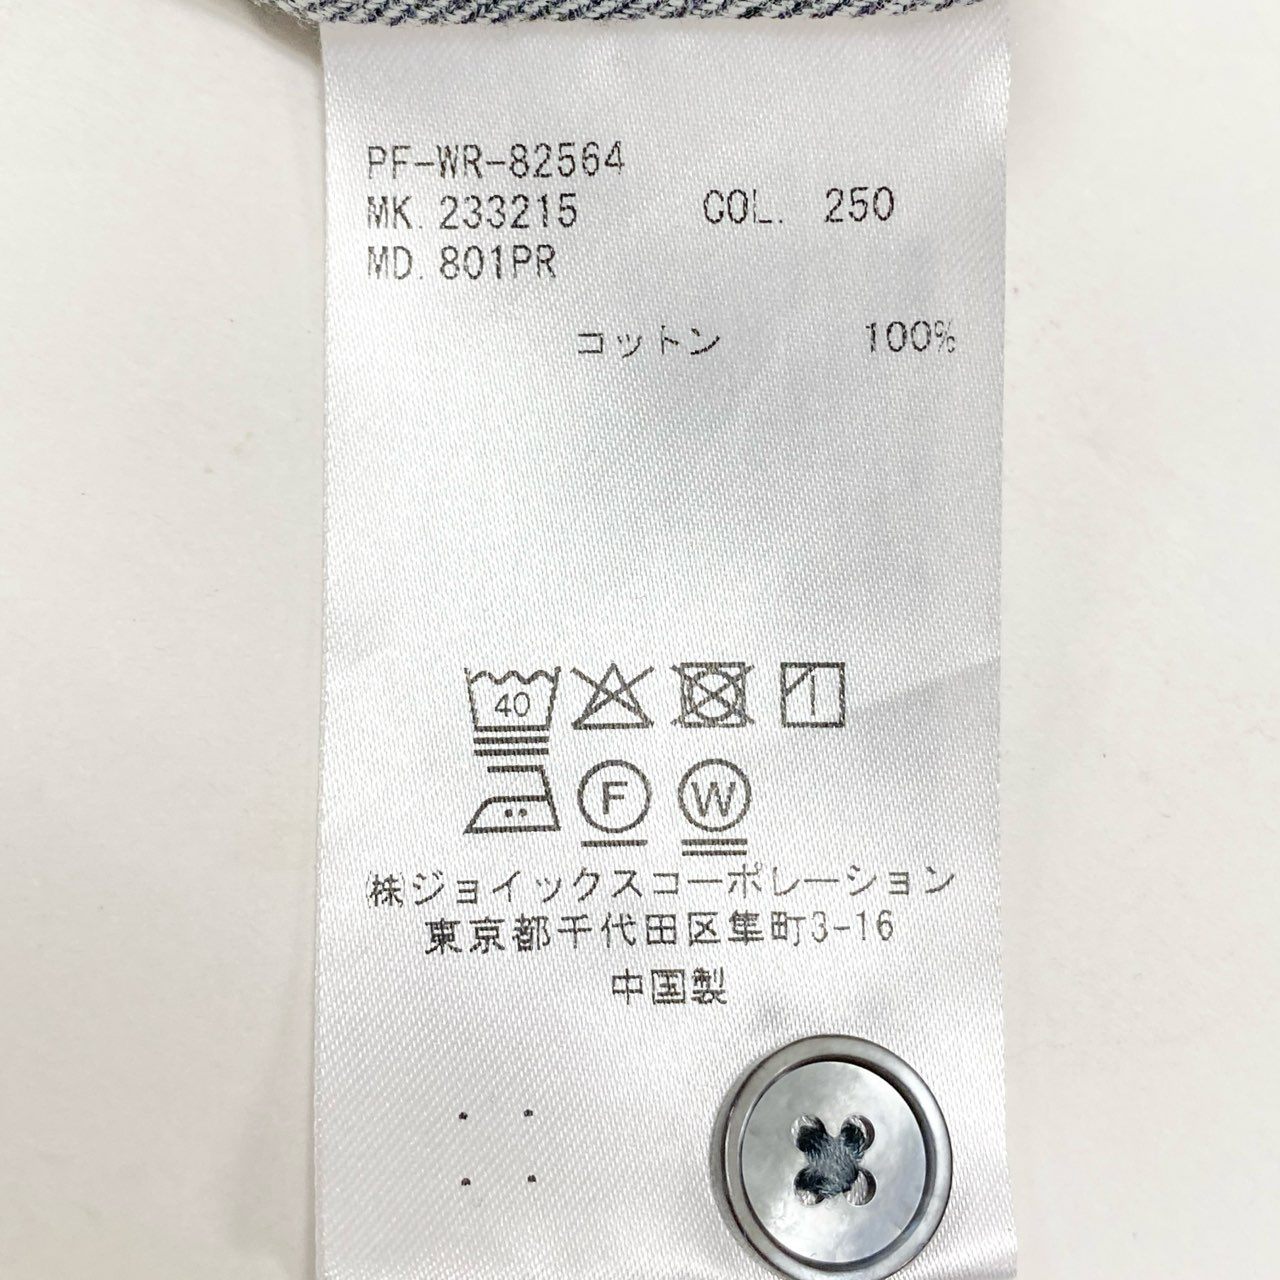 PF-WR-82564
MK. 233215 COL. 250
MD. 801PR
コットン 100%
40
F W
㈱ジョイックスコーポレーション
東京都千代田区隼町3-16
中国製